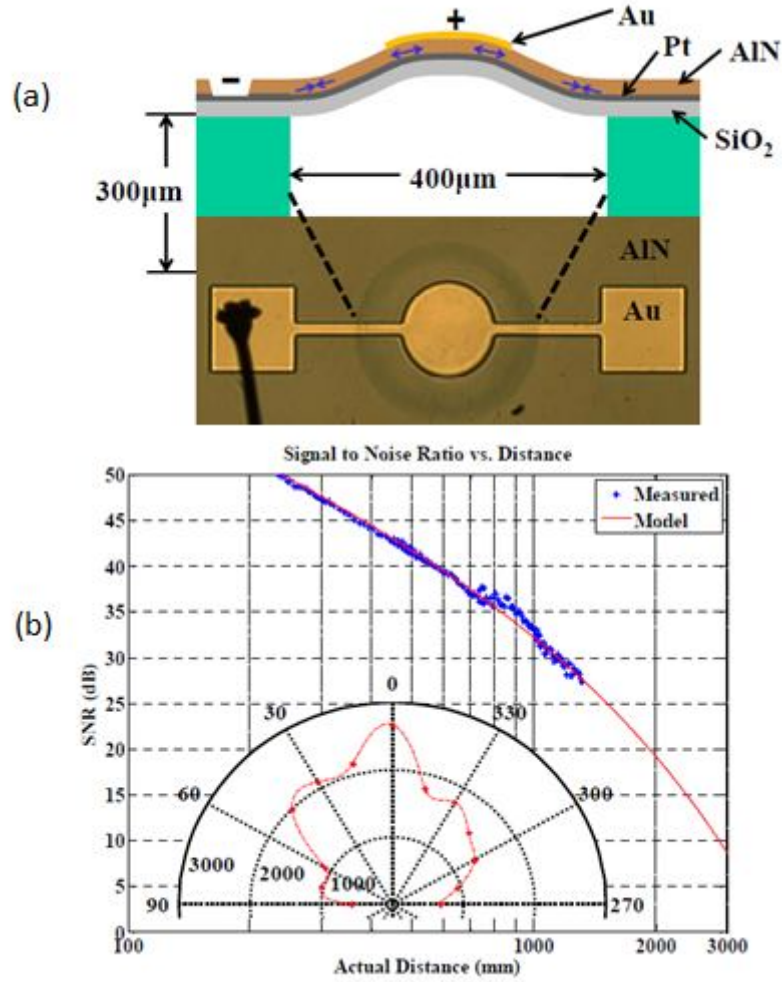 (a)
+
Au
Pt
AlN
-
SiO₂
300μm
400μm
AlN
Au
(b)
Signal to Noise Ratio vs. Distance
Measured
Model
SNR (dB)
50
45
40
35
30
25
20
15
10
5
0
0
30
330
60
300
90
270
3000
2000
1000
100
1000
2000
3000
Actual Distance (mm)